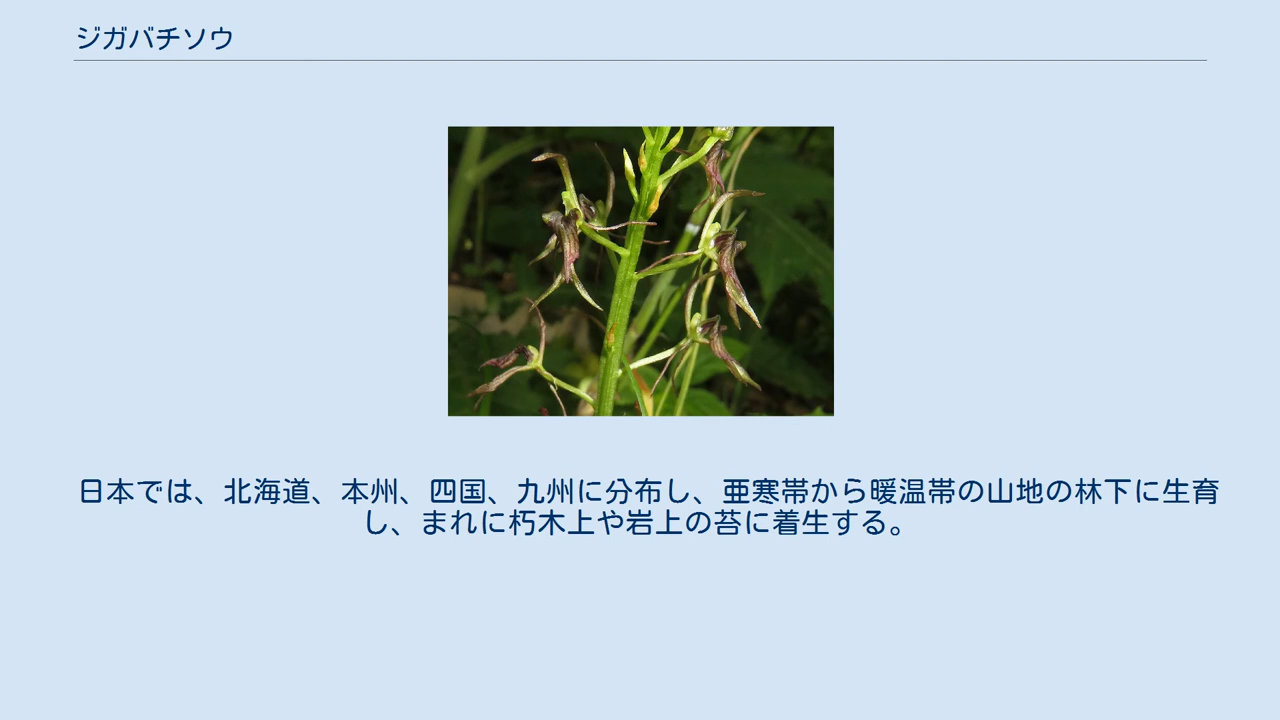 ジガバチソウ
日本では、北海道、本州、四国、九州に分布し、亜寒帯から暖温帯の山地の林下に生育
し、まれに朽木上や岩上の苔に着生する。